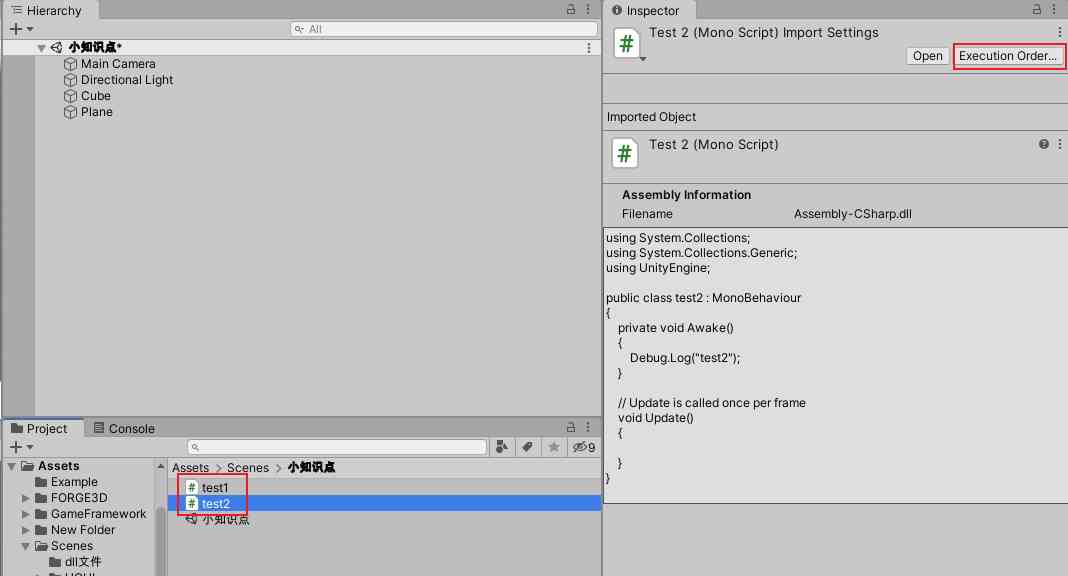 Hierarchy
All
小知识点*
Main Camera
Directional Light
Cube
Plane
Project
Console
9
Assets
Example
FORGE3D
GameFramework
New Folder
Scenes
dll文件
Assets > Scenes > 小知识点
# test1
# test2
小知识点
Inspector
# Test 2 (Mono Script) Import Settings
Open
Execution Order...
Imported Object
# Test 2 (Mono Script)
Assembly Information
Filename Assembly-CSharp.dll
using System.Collections;
using System.Collections.Generic;
using UnityEngine;
public class test2 : MonoBehaviour
{
private void Awake()
{
Debug.Log("test2");
}
// Update is called once per frame
void Update()
{
}
}